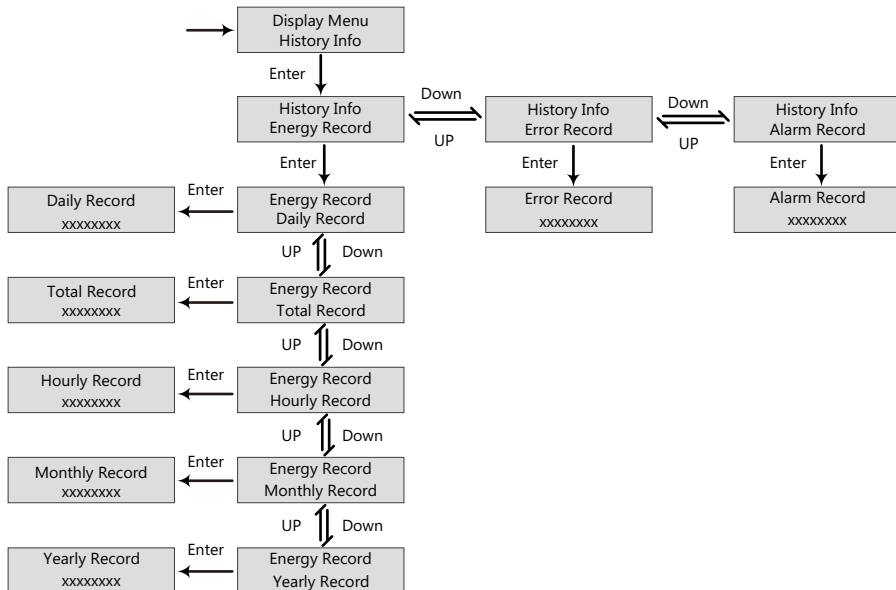 Display Menu
History Info
Enter
Down
Down
History Info
Energy Record
History Info
Error Record
History Info
Alarm Record
UP
UP
Enter
Enter
Enter
Daily Record
xxxxxxxx
Enter
Energy Record
Daily Record
Error Record
xxxxxxxx
Alarm Record
xxxxxxxx
UP
Down
Total Record
xxxxxxxx
Enter
Energy Record
Total Record
UP
Down
Hourly Record
xxxxxxxx
Enter
Energy Record
Hourly Record
UP
Down
Monthly Record
xxxxxxxx
Enter
Energy Record
Monthly Record
UP
Down
Yearly Record
xxxxxxxx
Enter
Energy Record
Yearly Record